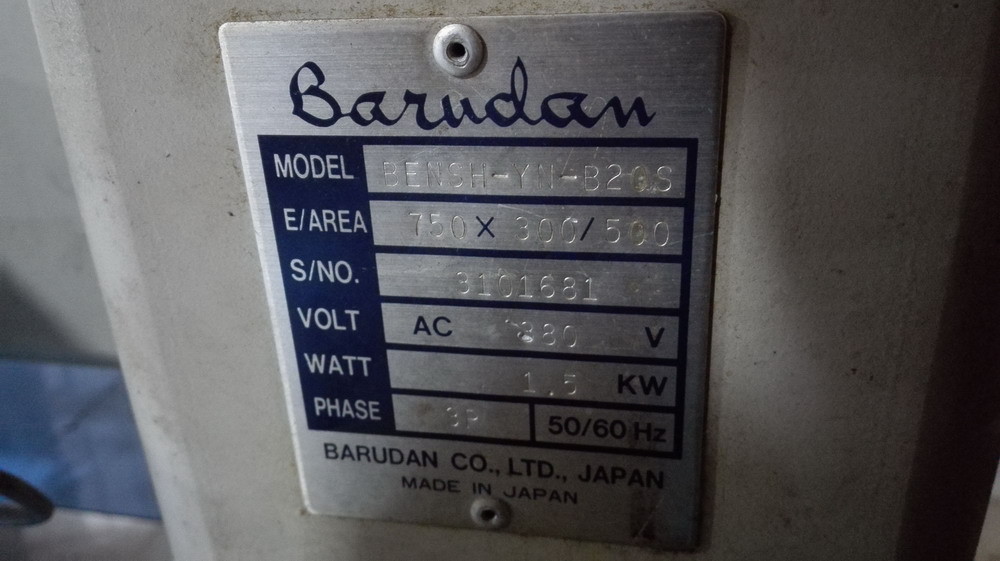 Barudan
MODEL BENSH-YN-B20S
E/AREA 750 X 300/500
S/NO. 3101681
VOLT AC 380 V
WATT 1.5 KW
PHASE 3P 50/60 Hz
BARUDAN CO., LTD., JAPAN
MADE IN JAPAN